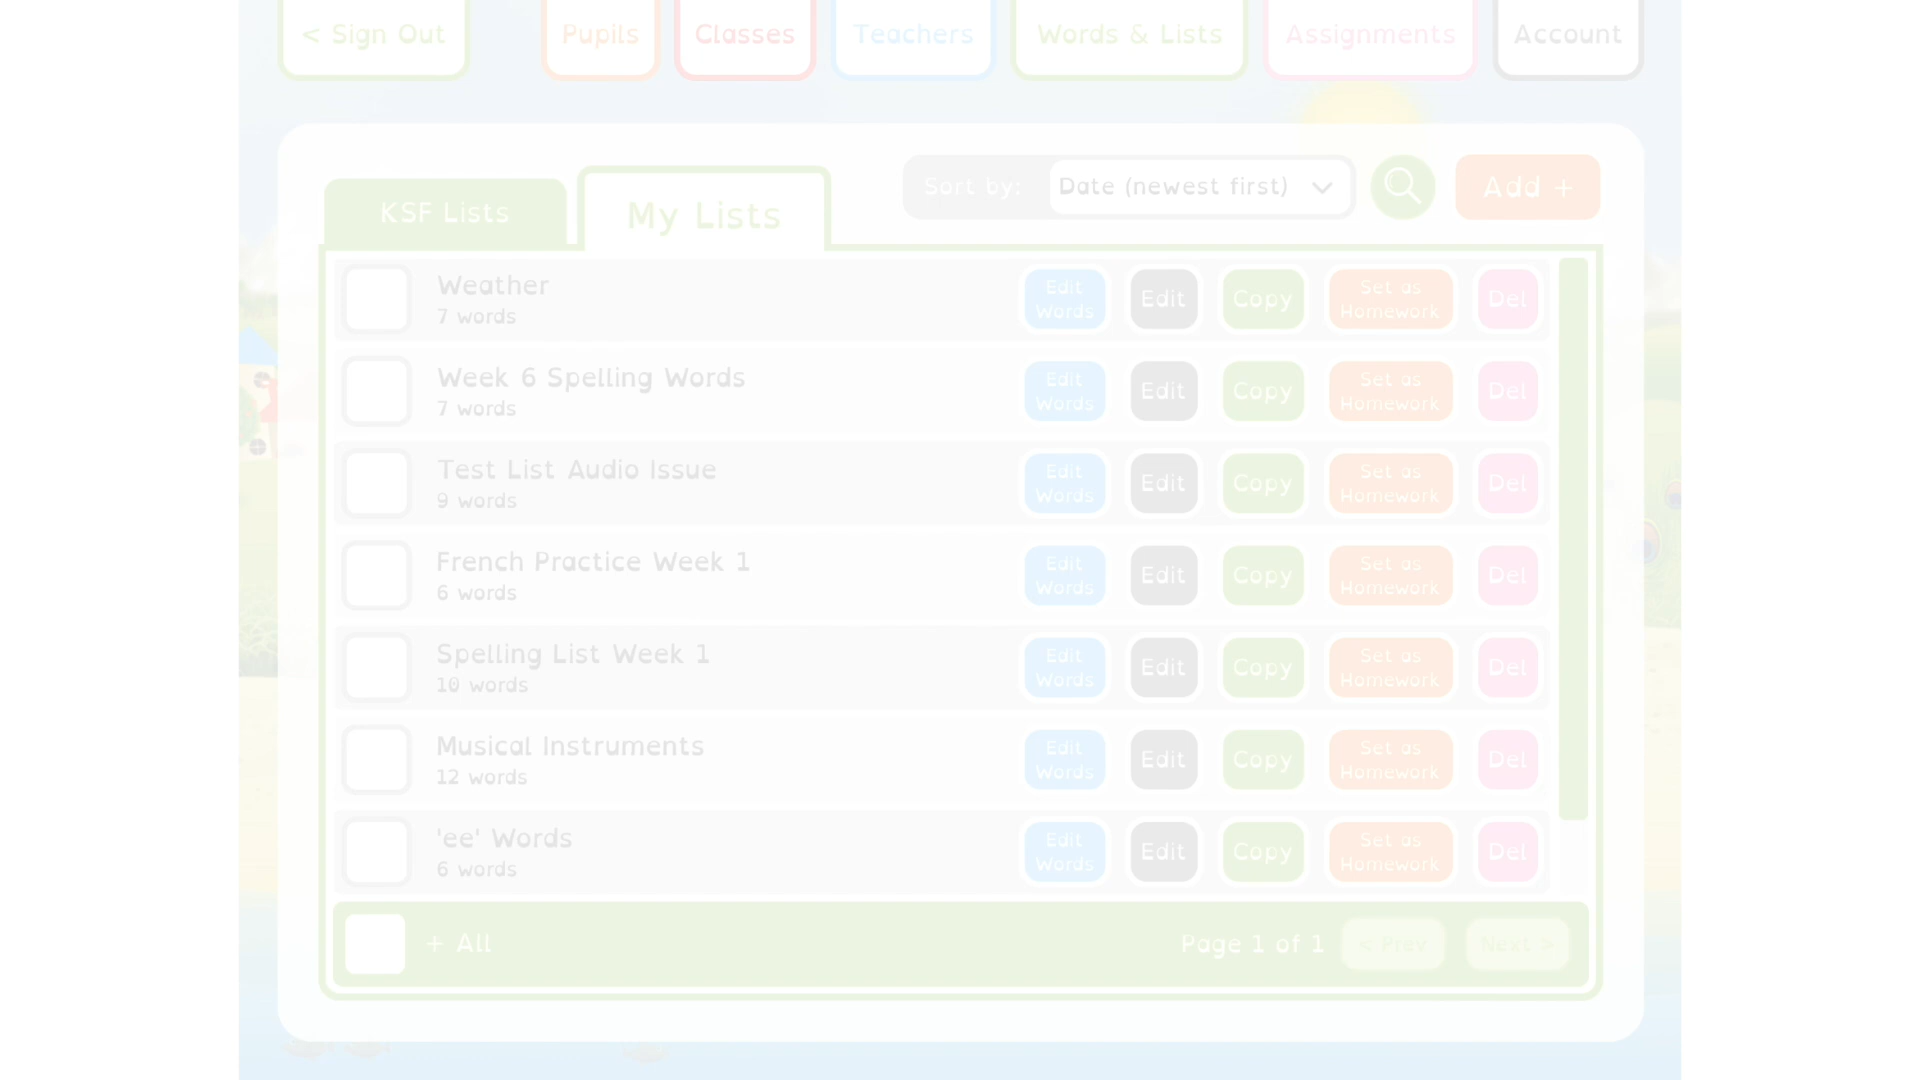 < Sign Out Pupils Classes Teachers Words & Lists Assignments Account
KSF Lists My Lists Sort by: Date (newest first) Add +
Weather
7 words
Edit Words Edit Copy Set as Homework Del
Week 6 Spelling Words
7 words
Edit Words Edit Copy Set as Homework Del
Test List Audio Issue
9 words
Edit Words Edit Copy Set as Homework Del
French Practice Week 1
6 words
Edit Words Edit Copy Set as Homework Del
Spelling List Week 1
10 words
Edit Words Edit Copy Set as Homework Del
Musical Instruments
12 words
Edit Words Edit Copy Set as Homework Del
'ee' Words
6 words
Edit Words Edit Copy Set as Homework Del
+ All Page 1 of 1 < Prev Next >